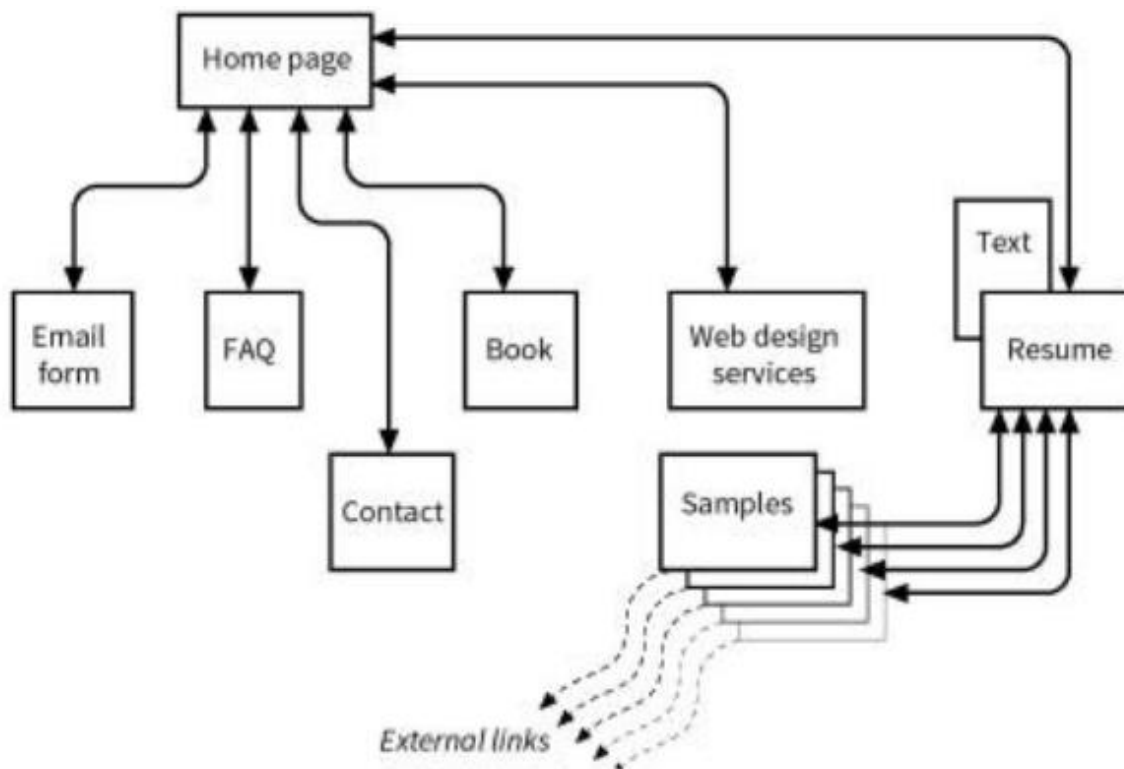 Home page
Text
Email
form
FAQ
Book
Web design
services
Resume
Contact
Samples
External links